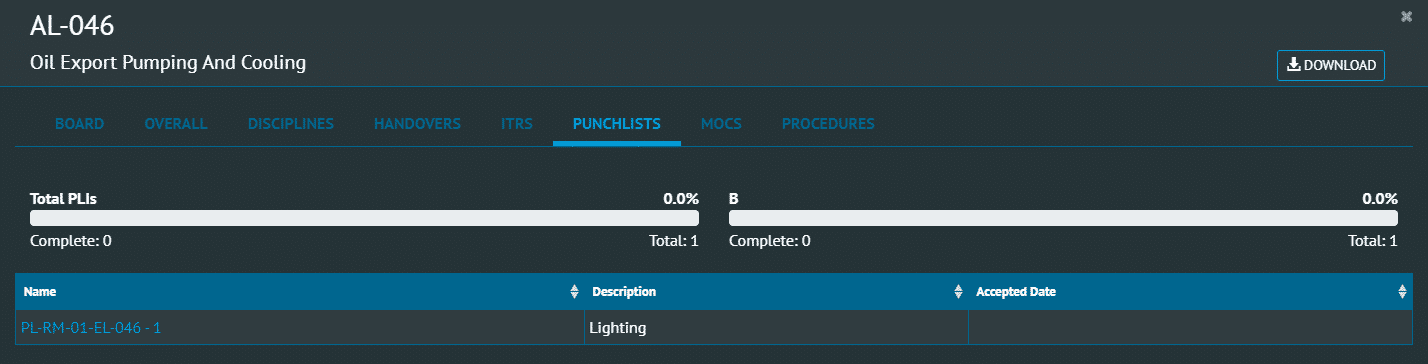 AL-046
Oil Export Pumping And Cooling
DOWNLOAD
BOARD OVERALL DISCIPLINES HANDOVERS ITRS PUNCHLISTS MOCS PROCEDURES
Total PLIs 0.0% B 0.0%
Complete: 0 Total: 1 Complete: 0 Total: 1
Name Description Accepted Date
PL-RM-01-EL-046 - 1 Lighting